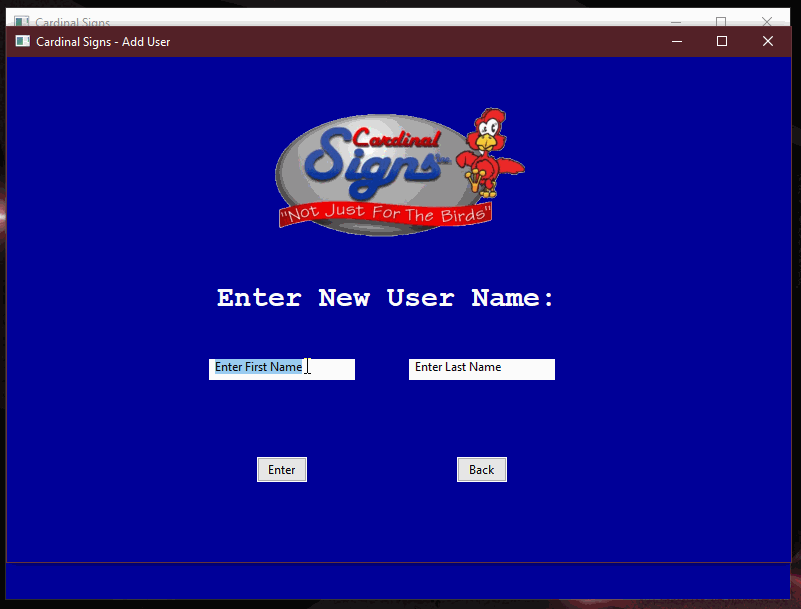 Cardinal Signs
Cardinal Signs - Add User
Cardinal
Signs Inc.
"Not Just For The Birds"
Enter New User Name:
Enter First Name
Enter Last Name
Enter
Back